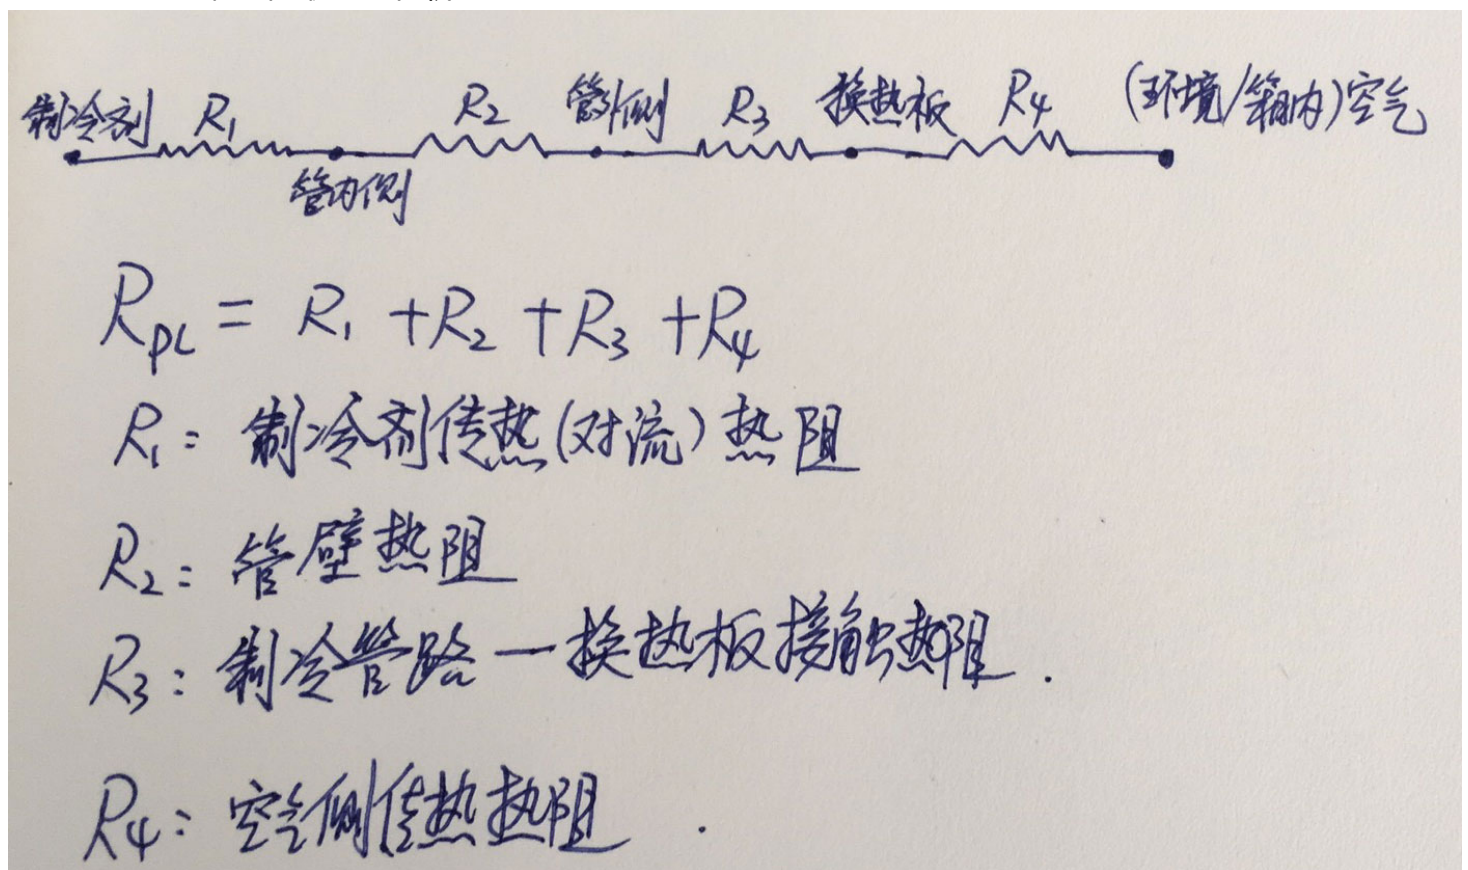 制冷剂 R₁ R₂ 管外侧 R₃ 换热板 R₄ (环境/箱内)空气
管内侧
R_PL = R₁ + R₂ + R₃ + R₄
R₁: 制冷剂传热(对流)热阻
R₂: 管壁热阻
R₃: 制冷管路—换热板接触热阻.
R₄: 空气侧传热热阻.